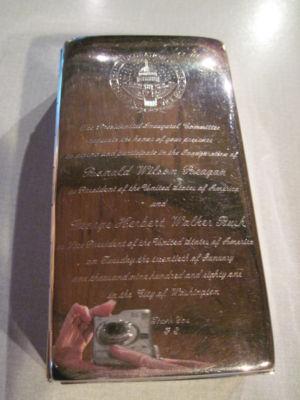 The Presidential Inaugural Committee
requests the honor of your presence
to attend and participate in the Inauguration of
Ronald Wilson Reagan
as President of the United States of America
and
George Herbert Walker Bush
as Vice President of the United States of America
on Tuesday the twentieth of January
one thousand nine hundred and eighty one
in the City of Washington
Thank You